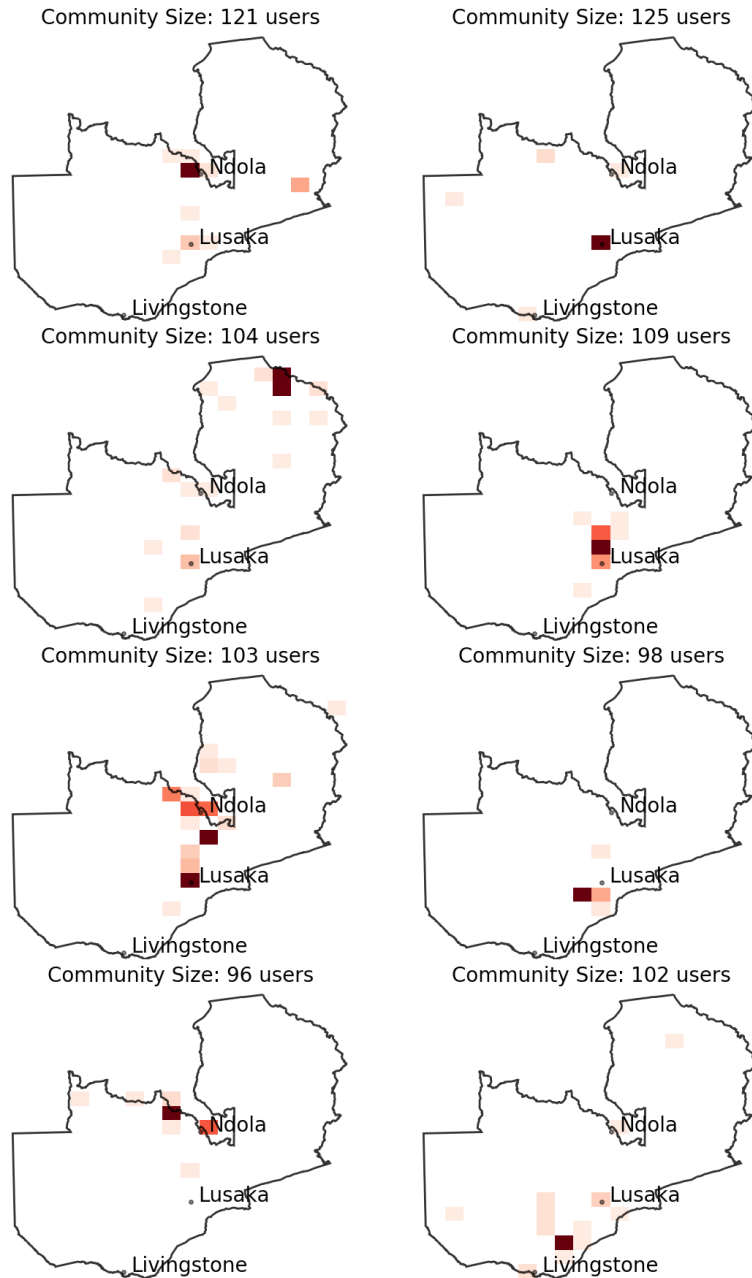 Community Size: 121 users
Ndola
Lusaka
Livingstone
Community Size: 125 users
Ndola
Lusaka
Livingstone
Community Size: 104 users
Ndola
Lusaka
Livingstone
Community Size: 109 users
Ndola
Lusaka
Livingstone
Community Size: 103 users
Ndola
Lusaka
Livingstone
Community Size: 98 users
Ndola
Lusaka
Livingstone
Community Size: 96 users
Ndola
Lusaka
Livingstone
Community Size: 102 users
Ndola
Lusaka
Livingstone